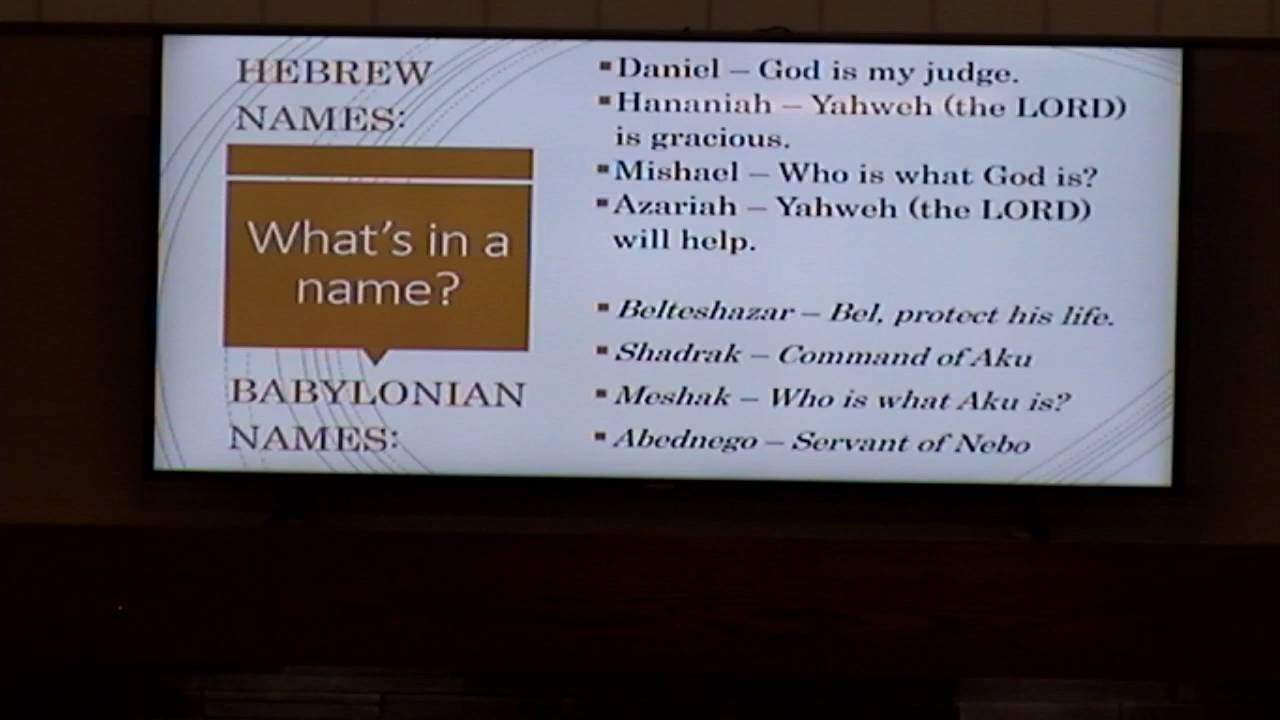 HEBREW
NAMES:
What's in a
name?
BABYLONIAN
NAMES:
Daniel – God is my judge.
Hananiah – Yahweh (the LORD)
is gracious.
Mishael – Who is what God is?
Azariah – Yahweh (the LORD)
will help.
Belteshazar – Bel, protect his life.
Shadrak – Command of Aku
Meshak – Who is what Aku is?
Abednego – Servant of Nebo